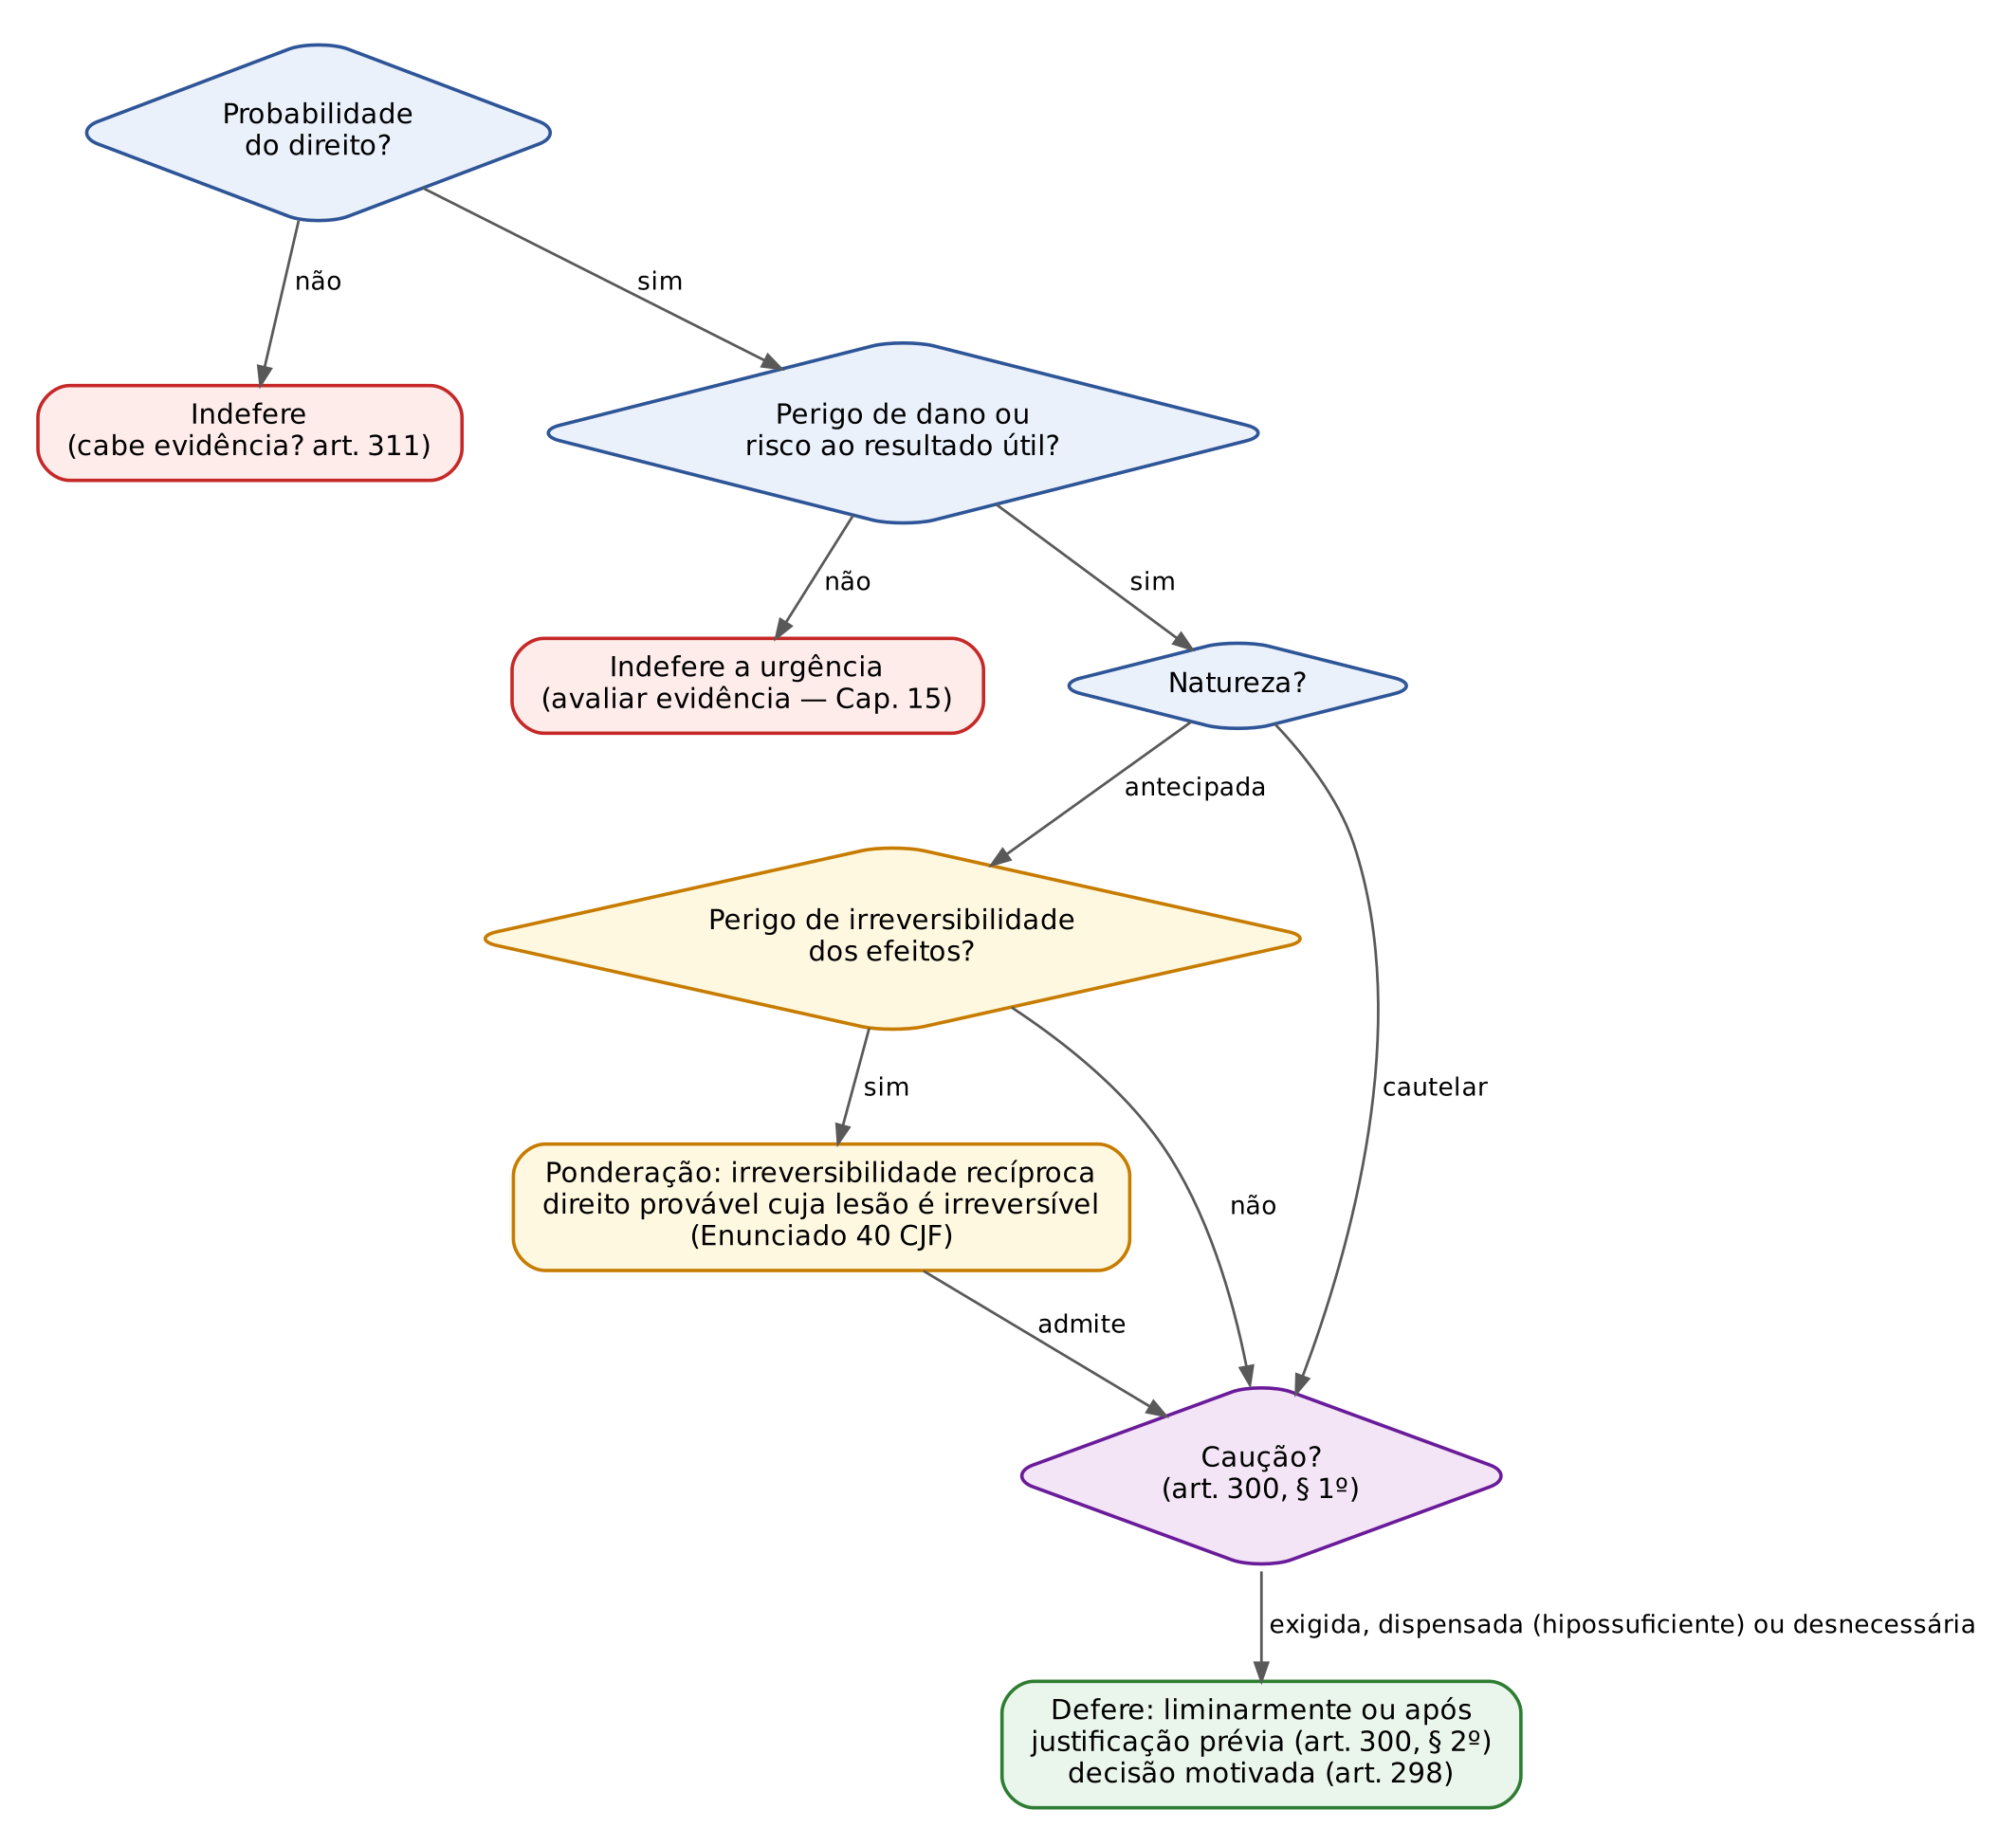 Probabilidade
do direito?
não
sim
Indefere
(cabe evidência? art. 311)
Perigo de dano ou
risco ao resultado útil?
não
sim
Indefere a urgência
(avaliar evidência — Cap. 15)
Natureza?
antecipada
Perigo de irreversibilidade
dos efeitos?
sim
cautelar
Ponderação: irreversibilidade recíproca
direito provável cuja lesão é irreversível
(Enunciado 40 CJF)
não
admite
Caução?
(art. 300, § 1º)
exigida, dispensada (hipossuficiente) ou desnecessária
Defere: liminarmente ou após
justificação prévia (art. 300, § 2º)
decisão motivada (art. 298)